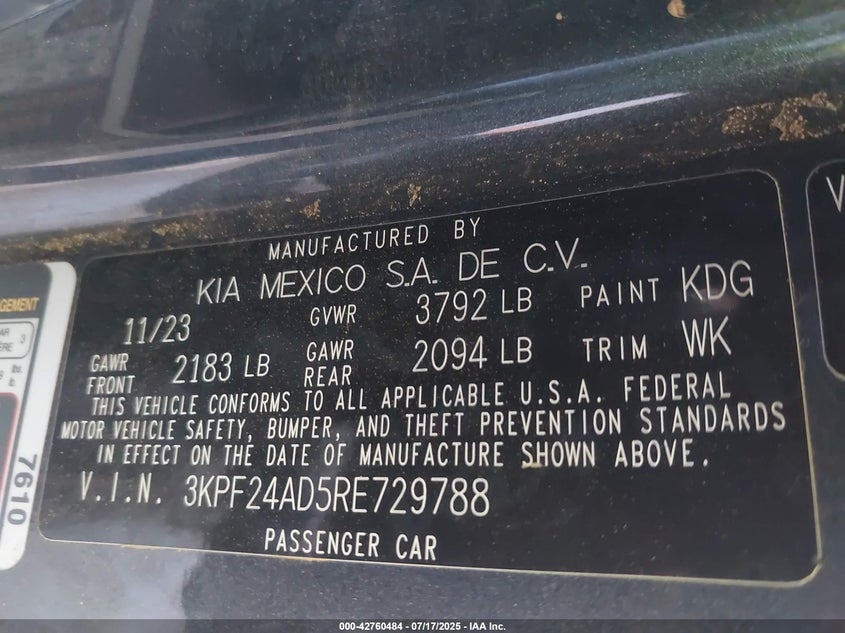 MANUFACTURED BY
KIA MEXICO S.A. DE C.V.
11/23 GVWR 3792 LB PAINT KDG
GAWR FRONT 2183 LB GAWR REAR 2094 LB TRIM WK
THIS VEHICLE CONFORMS TO ALL APPLICABLE U.S.A. FEDERAL
MOTOR VEHICLE SAFETY, BUMPER, AND THEFT PREVENTION STANDARDS
IN EFFECT ON THE DATE OF MANUFACTURE SHOWN ABOVE.
V.I.N. 3KPF24AD5RE729788
PASSENGER CAR
7610
000-42760484 - 07/17/2025 - IAA Inc.